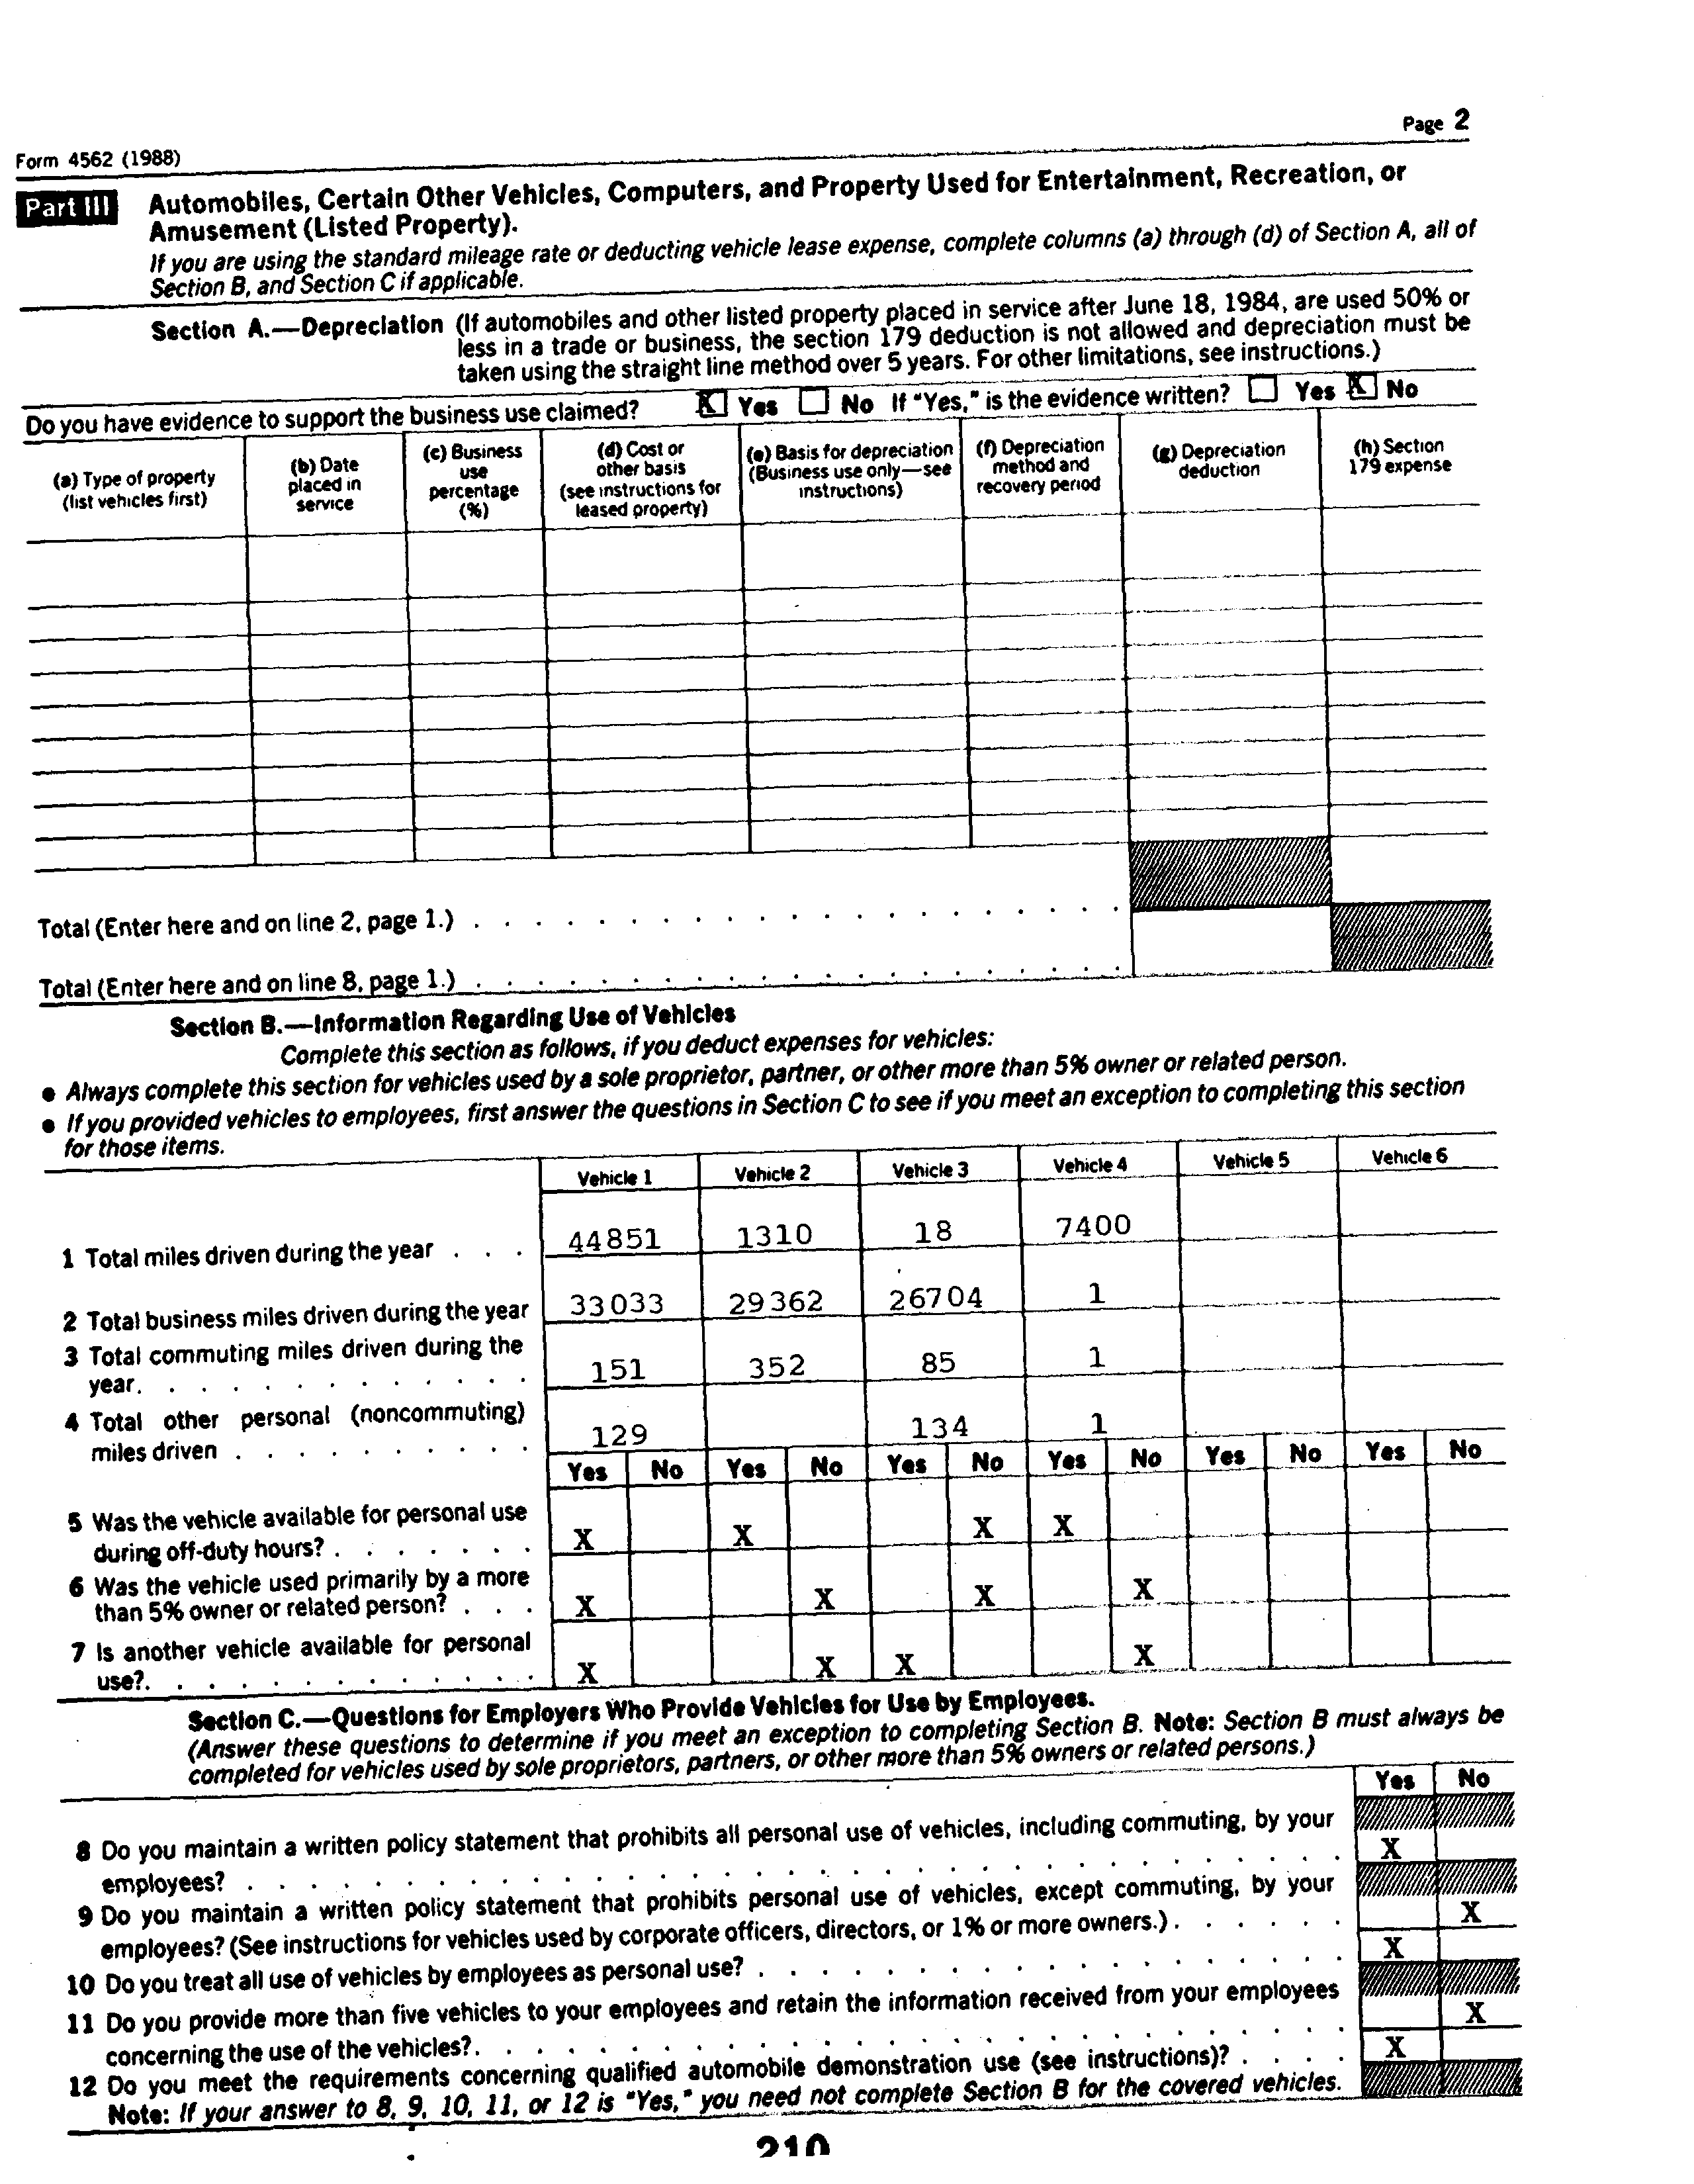 Page 2
Form 4562 (1988)
Part III Automobiles, Certain Other Vehicles, Computers, and Property Used for Entertainment, Recreation, or
Amusement (Listed Property).
If you are using the standard mileage rate or deducting vehicle lease expense, complete columns (a) through (d) of Section A, all of
Section B, and Section C if applicable.
Section A.—Depreciation (If automobiles and other listed property placed in service after June 18, 1984, are used 50% or
less in a trade or business, the section 179 deduction is not allowed and depreciation must be
taken using the straight line method over 5 years. For other limitations, see instructions.)
Do you have evidence to support the business use claimed? X Yes No If "Yes," is the evidence written? Yes X No
(a) Type of property
(list vehicles first)
(b) Date
placed in
service
(c) Business
use
percentage
(%)
(d) Cost or
other basis
(see instructions for
leased property)
(e) Basis for depreciation
(Business use only—see
instructions)
(f) Depreciation
method and
recovery period
(g) Depreciation
deduction
(h) Section
179 expense
Total (Enter here and on line 2, page 1.) . . . . . . . . . . . . . . . . . . . . .
Total (Enter here and on line 8, page 1.) . . . . . . . . . . . . . . . . . . . . .
Section B.—Information Regarding Use of Vehicles
Complete this section as follows, if you deduct expenses for vehicles:
● Always complete this section for vehicles used by a sole proprietor, partner, or other more than 5% owner or related person.
● If you provided vehicles to employees, first answer the questions in Section C to see if you meet an exception to completing this section
for those items.
Vehicle 1 Vehicle 2 Vehicle 3 Vehicle 4 Vehicle 5 Vehicle 6
1 Total miles driven during the year . . . 44851 1310 18 7400
2 Total business miles driven during the year 33033 29362 26704 1
3 Total commuting miles driven during the
year. . . . . . . . . . . . . 151 352 85 1
4 Total other personal (noncommuting)
miles driven . . . . . . . . . . 129 134 1
Yes No Yes No Yes No Yes No Yes No Yes No
5 Was the vehicle available for personal use
during off-duty hours? . . . . . . . X X X X
6 Was the vehicle used primarily by a more
than 5% owner or related person? . . . X X X X
7 Is another vehicle available for personal
use?. . . . . . . . . . . . . X X X X
Section C.—Questions for Employers Who Provide Vehicles for Use by Employees.
(Answer these questions to determine if you meet an exception to completing Section B. Note: Section B must always be
completed for vehicles used by sole proprietors, partners, or other more than 5% owners or related persons.)
Yes No
8 Do you maintain a written policy statement that prohibits all personal use of vehicles, including commuting, by your
employees? . . . . . . . . . . . . . . . . . . . . . . . . . . . . . . . . . . . X
9 Do you maintain a written policy statement that prohibits personal use of vehicles, except commuting, by your
employees? (See instructions for vehicles used by corporate officers, directors, or 1% or more owners.) . . . . . . X
10 Do you treat all use of vehicles by employees as personal use? . . . . . . . . . . . . . . . . . . . X
11 Do you provide more than five vehicles to your employees and retain the information received from your employees
concerning the use of the vehicles?. . . . . . . . . . . . . . . . . . . . . . . . . . . . X
12 Do you meet the requirements concerning qualified automobile demonstration use (see instructions)? . . . . X
Note: If your answer to 8, 9, 10, 11, or 12 is "Yes," you need not complete Section B for the covered vehicles.
210